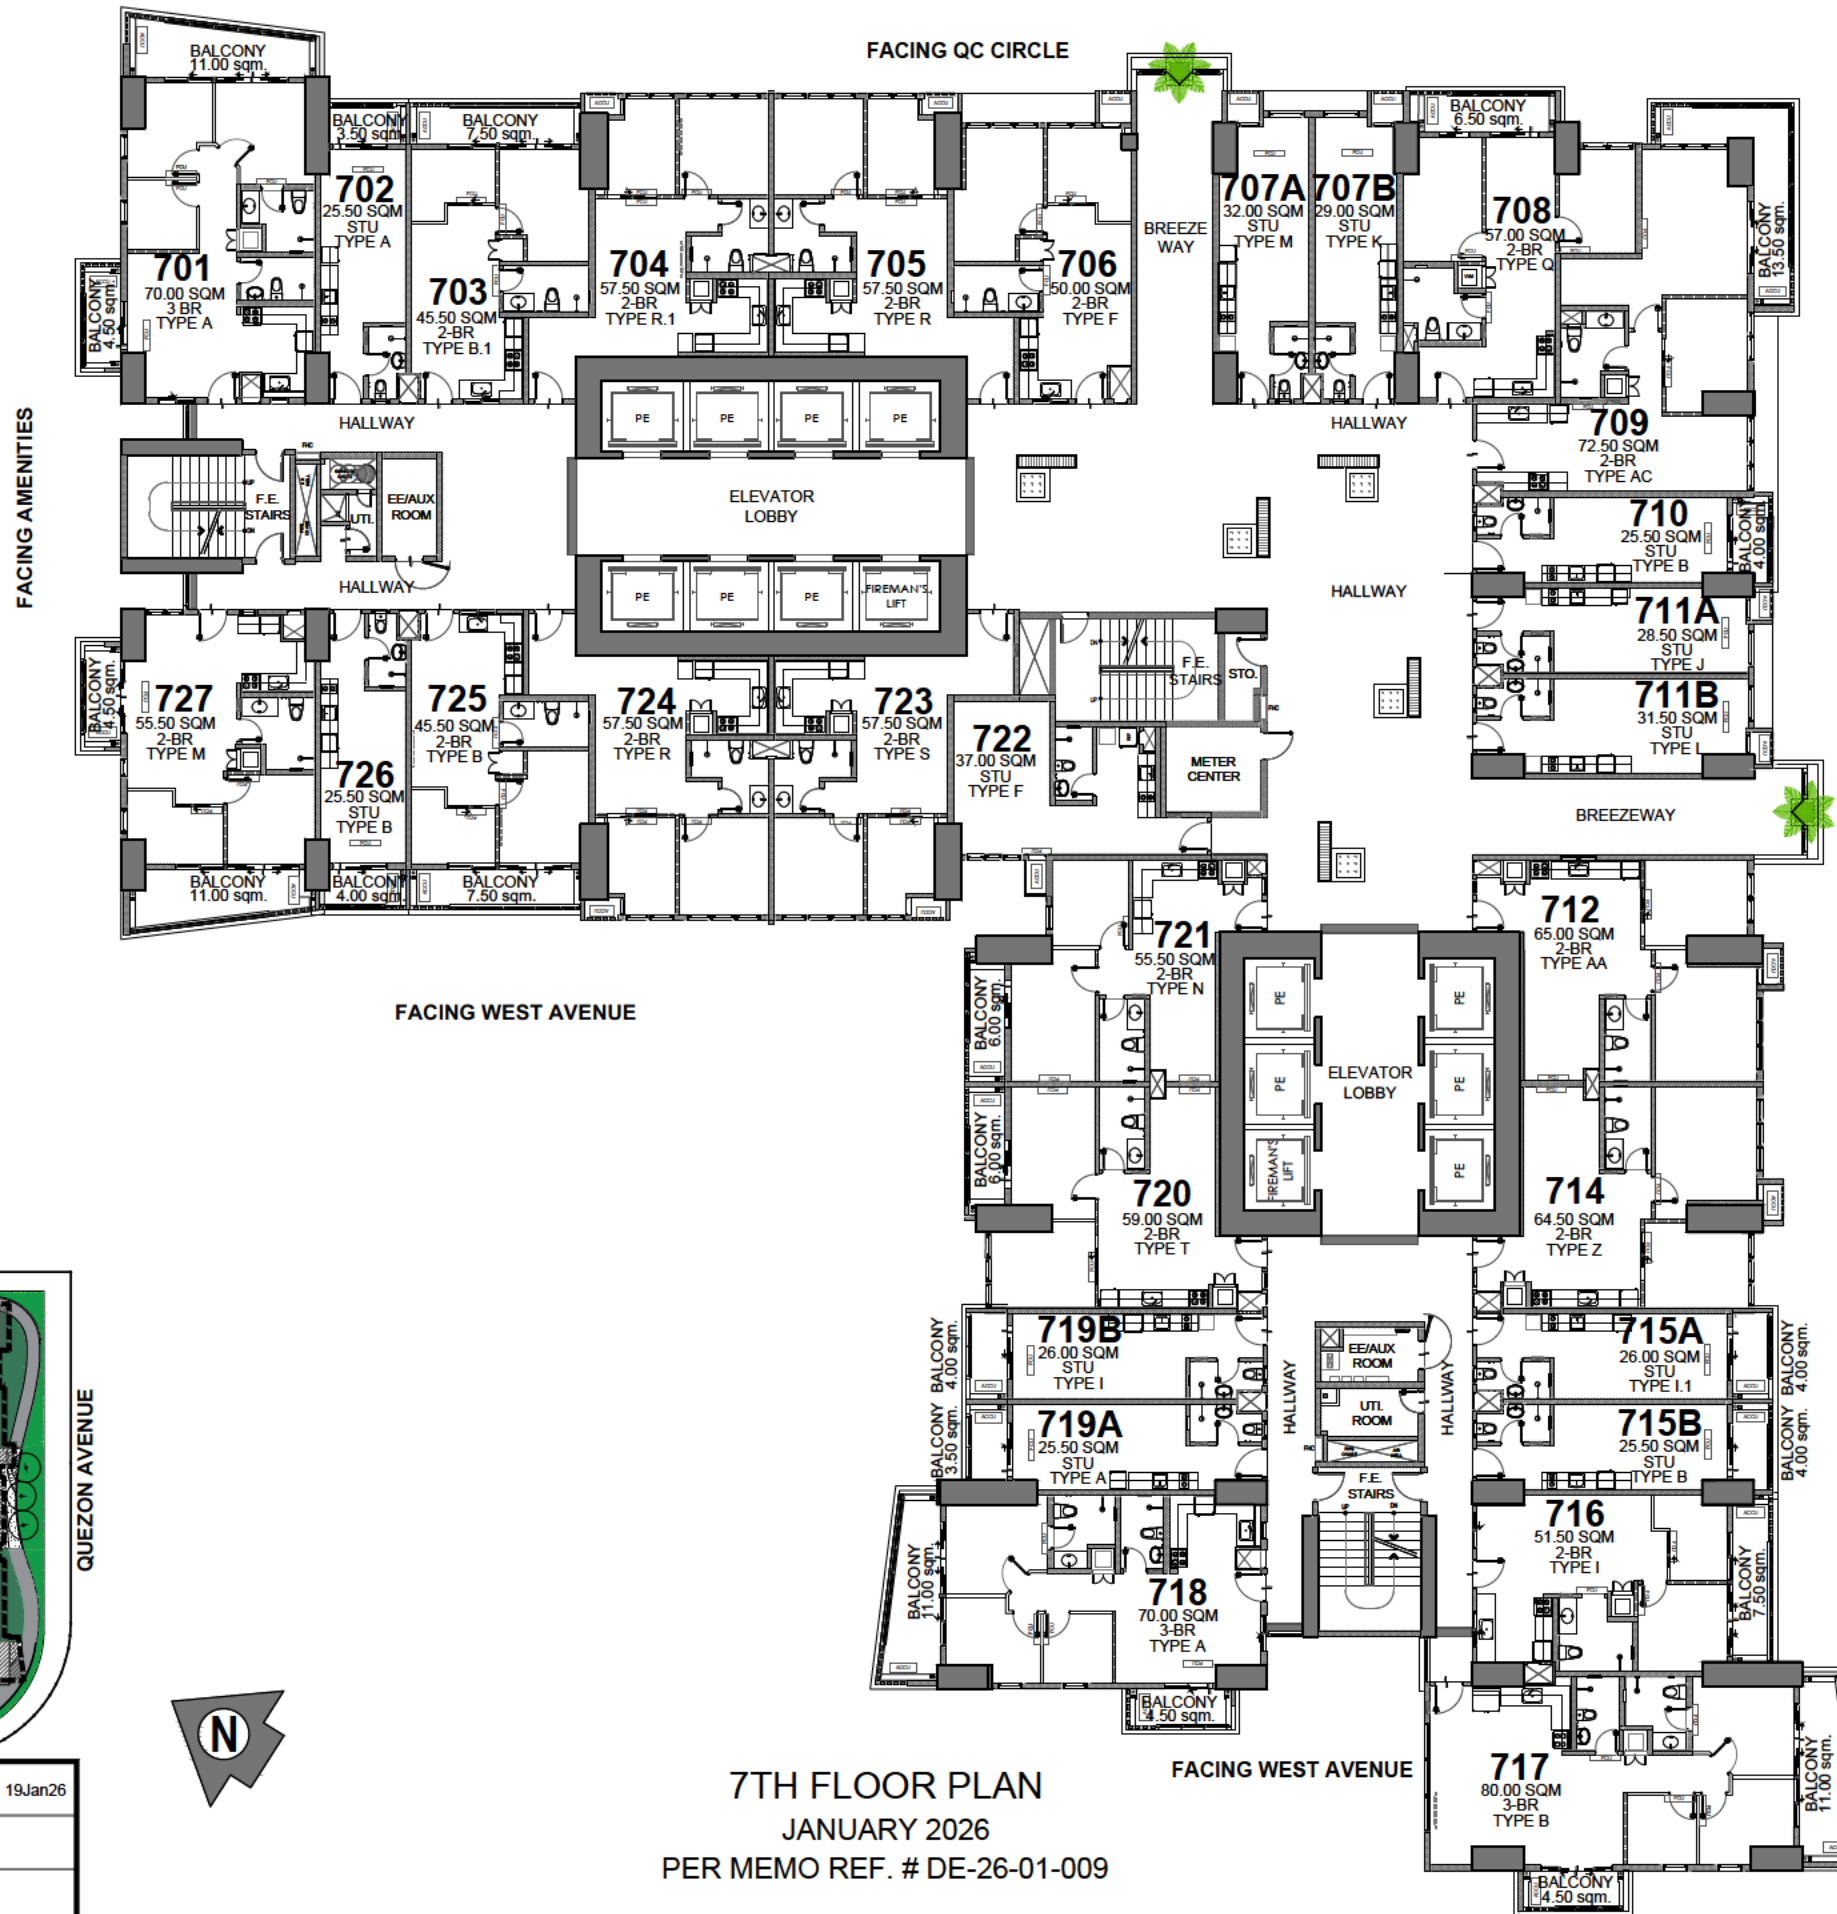 FACING QC CIRCLE
BALCONY
11.00 sqm.
BALCONY
3.50 sqm.
BALCONY
7.50 sqm.
BALCONY
6.50 sqm.
701
70.00 SQM
3 BR
TYPE A
BALCONY
4.50 sqm.
702
25.50 SQM
STU
TYPE A
703
45.50 SQM
2-BR
TYPE B.1
704
57.50 SQM
2-BR
TYPE R.1
705
57.50 SQM
2-BR
TYPE R
706
50.00 SQM
2-BR
TYPE F
BREEZE
WAY
707A
32.00 SQM
STU
TYPE M
707B
29.00 SQM
STU
TYPE K
708
57.00 SQM
2-BR
TYPE Q
BALCONY
13.50 sqm.
709
72.50 SQM
2-BR
TYPE AC
HALLWAY
HALLWAY
PE
PE
PE
PE
ELEVATOR
LOBBY
PE
PE
PE
FIREMAN'S
LIFT
FACING AMENITIES
F.E.
STAIRS
UTI.
EE/AUX
ROOM
HALLWAY
HALLWAY
710
25.50 SQM
STU
TYPE B
BALCONY
4.00 sqm.
711A
28.50 SQM
STU
TYPE J
711B
31.50 SQM
STU
TYPE L
F.E.
STAIRS
STO.
METER
CENTER
BREEZEWAY
727
55.50 SQM
2-BR
TYPE M
BALCONY
4.50 sqm.
726
25.50 SQM
STU
TYPE B
725
45.50 SQM
2-BR
TYPE B
724
57.50 SQM
2-BR
TYPE R
723
57.50 SQM
2-BR
TYPE S
722
37.00 SQM
STU
TYPE F
BALCONY
11.00 sqm.
BALCONY
4.00 sqm.
BALCONY
7.50 sqm.
FACING WEST AVENUE
721
55.50 SQM
2-BR
TYPE N
BALCONY
6.00 sqm.
712
65.00 SQM
2-BR
TYPE AA
PE
PE
PE
PE
FIREMAN'S
LIFT
PE
ELEVATOR
LOBBY
BALCONY
6.00 sqm.
720
59.00 SQM
2-BR
TYPE T
714
64.50 SQM
2-BR
TYPE Z
BALCONY
4.00 sqm.
719B
26.00 SQM
STU
TYPE I
EE/AUX
ROOM
HALLWAY
HALLWAY
UTI.
ROOM
715A
26.00 SQM
STU
TYPE I.1
BALCONY
4.00 sqm.
BALCONY
3.50 sqm.
719A
25.50 SQM
STU
TYPE A
F.E.
STAIRS
715B
25.50 SQM
STU
TYPE B
BALCONY
4.00 sqm.
BALCONY
11.00 sqm.
718
70.00 SQM
3-BR
TYPE A
BALCONY
4.50 sqm.
716
51.50 SQM
2-BR
TYPE I
BALCONY
7.50 sqm.
717
80.00 SQM
3-BR
TYPE B
BALCONY
11.00 sqm.
BALCONY
4.50 sqm.
FACING WEST AVENUE
QUEZON AVENUE
N
19Jan26
7TH FLOOR PLAN
JANUARY 2026
PER MEMO REF. # DE-26-01-009